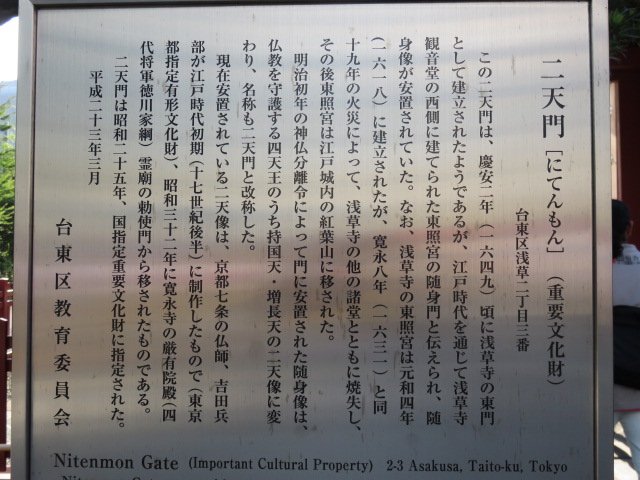 二天門［にてんもん］（重要文化財）
台東区浅草二丁目三番
この二天門は、慶安二年（一六四九）頃に浅草寺の東門
として建立されたようであるが、江戸時代を通じて浅草寺
観音堂の西側に建てられた東照宮の随身門と伝えられ、随
身像が安置されていた。なお、浅草寺の東照宮は元和四年
（一六一八）に建立されたが、寛永八年（一六三一）と同
十九年の火災によって、浅草寺の他の諸堂とともに焼失し、
その後東照宮は江戸城内の紅葉山に移された。
明治初年の神仏分離令によって門に安置された随身像は、
仏教を守護する四天王のうち持国天・増長天の二天像に変
わり、名称も二天門と改称した。
現在安置されている二天像は、京都七条の仏師、吉田兵
部が江戸時代初期（十七世紀後半）に制作したもので（東京
都指定有形文化財）、昭和三十二年に寛永寺の厳有院殿（四
代将軍徳川家綱）霊廟の勅使門から移されたものである。
二天門は昭和二十五年、国指定重要文化財に指定された。
平成二十三年三月
台東区教育委員会
Nitenmon Gate (Important Cultural Property) 2-3 Asakusa, Taito-ku, Tokyo